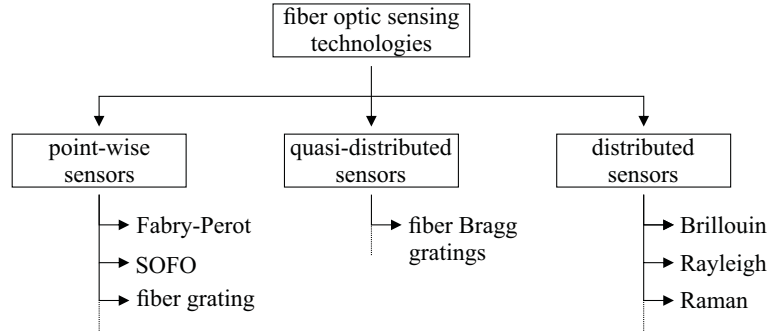 fiber optic sensing
technologies
point-wise
sensors
quasi-distributed
sensors
distributed
sensors
Fabry-Perot
SOFO
fiber grating
fiber Bragg
gratings
Brillouin
Rayleigh
Raman